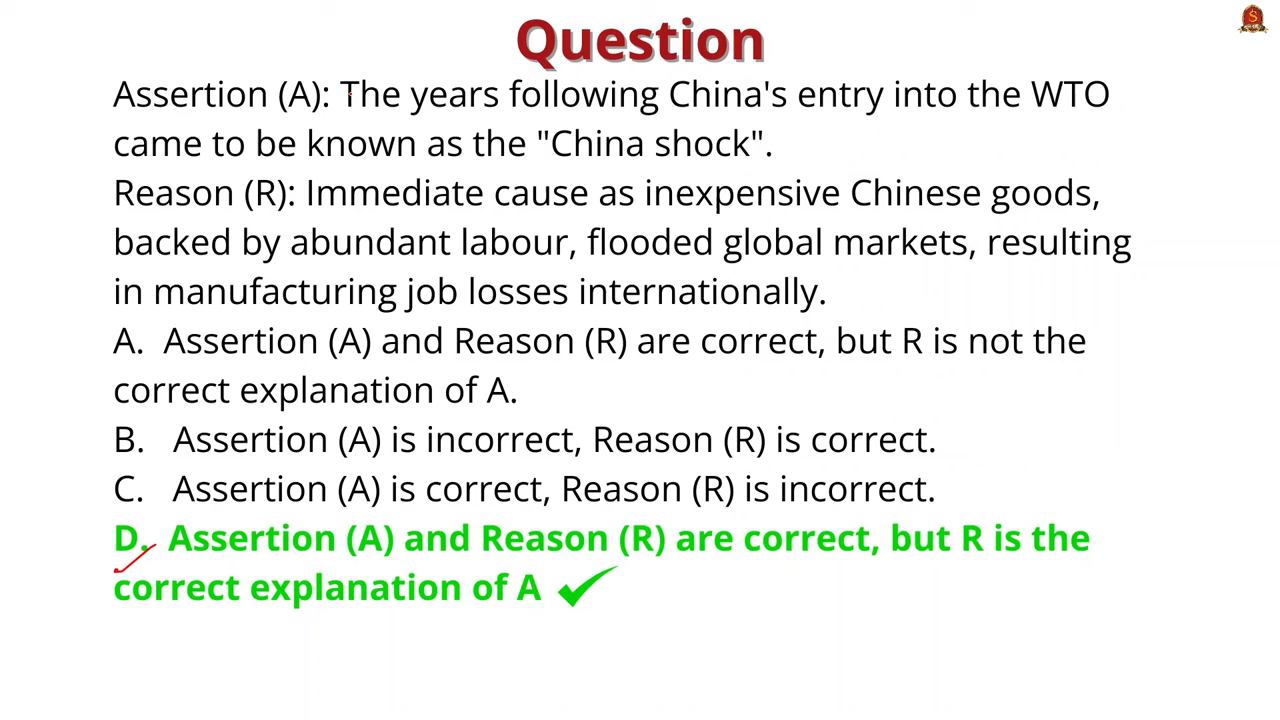 Question
Assertion (A): The years following China's entry into the WTO
came to be known as the "China shock".
Reason (R): Immediate cause as inexpensive Chinese goods,
backed by abundant labour, flooded global markets, resulting
in manufacturing job losses internationally.
A. Assertion (A) and Reason (R) are correct, but R is not the
correct explanation of A.
B. Assertion (A) is incorrect, Reason (R) is correct.
C. Assertion (A) is correct, Reason (R) is incorrect.
D. Assertion (A) and Reason (R) are correct, but R is the
correct explanation of A